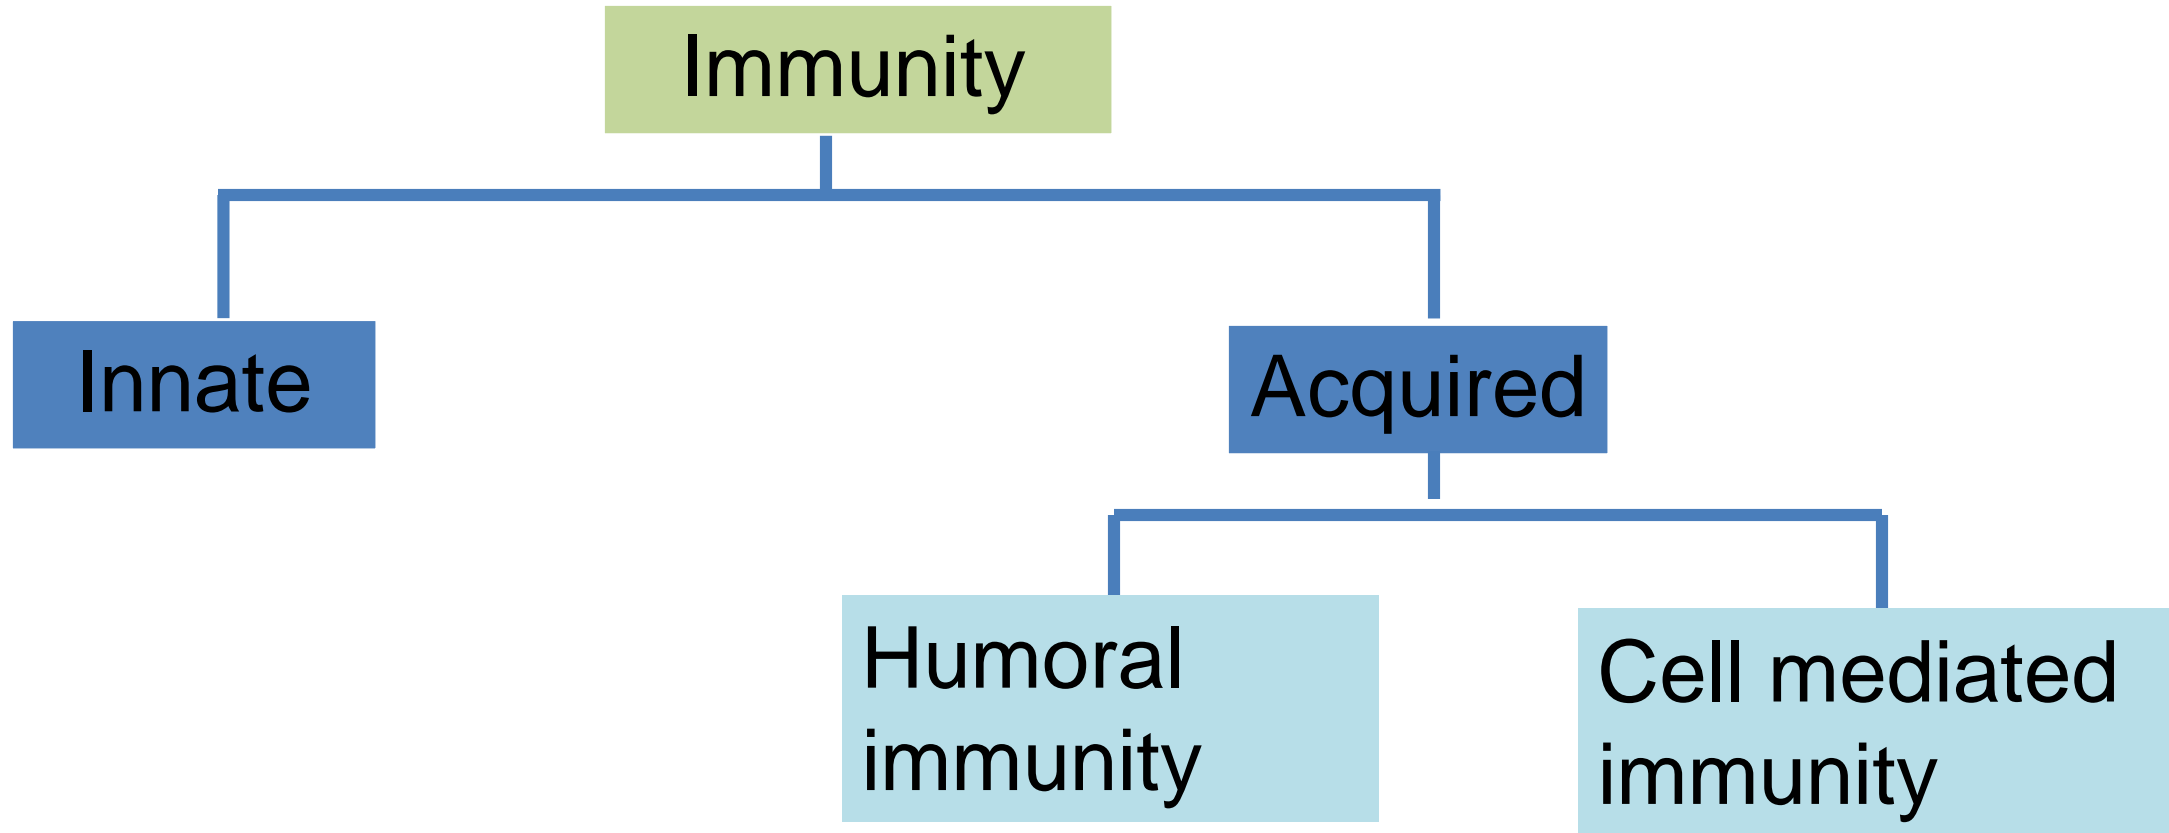 Immunity
Innate
Acquired
Humoral
immunity
Cell mediated
immunity